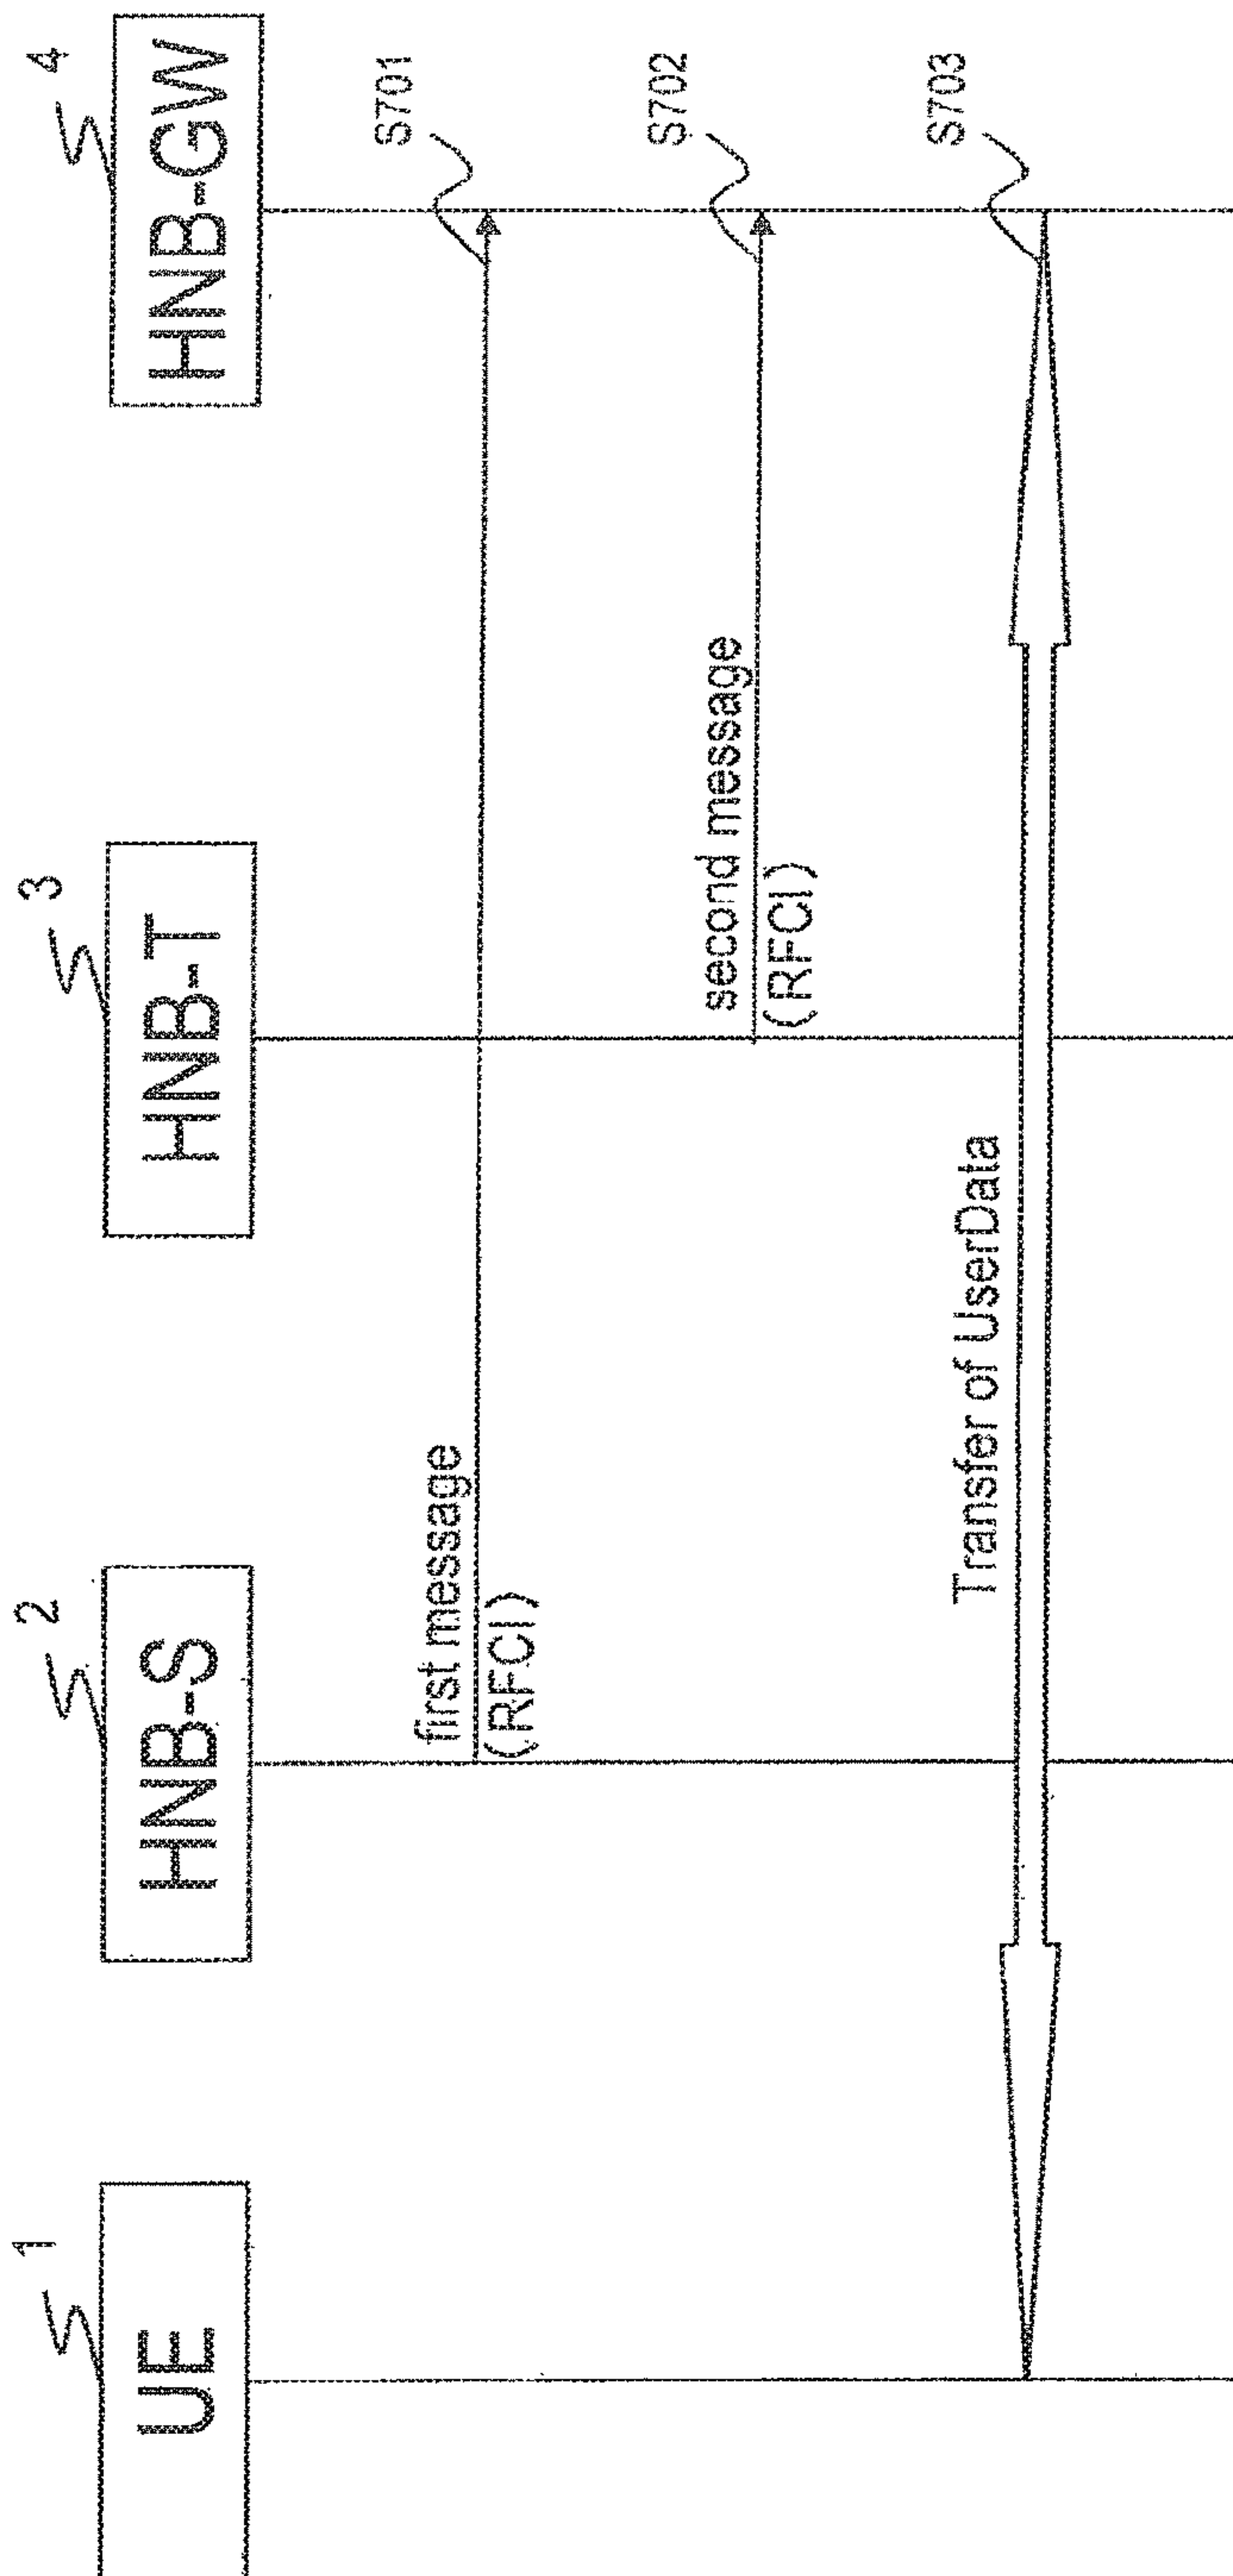 1
2
3
4
UE
HNB-S
HNB-T
HNB-GW
first message
(RFCI)
S701
second message
(RFCI)
S702
Transfer of UserData
S703